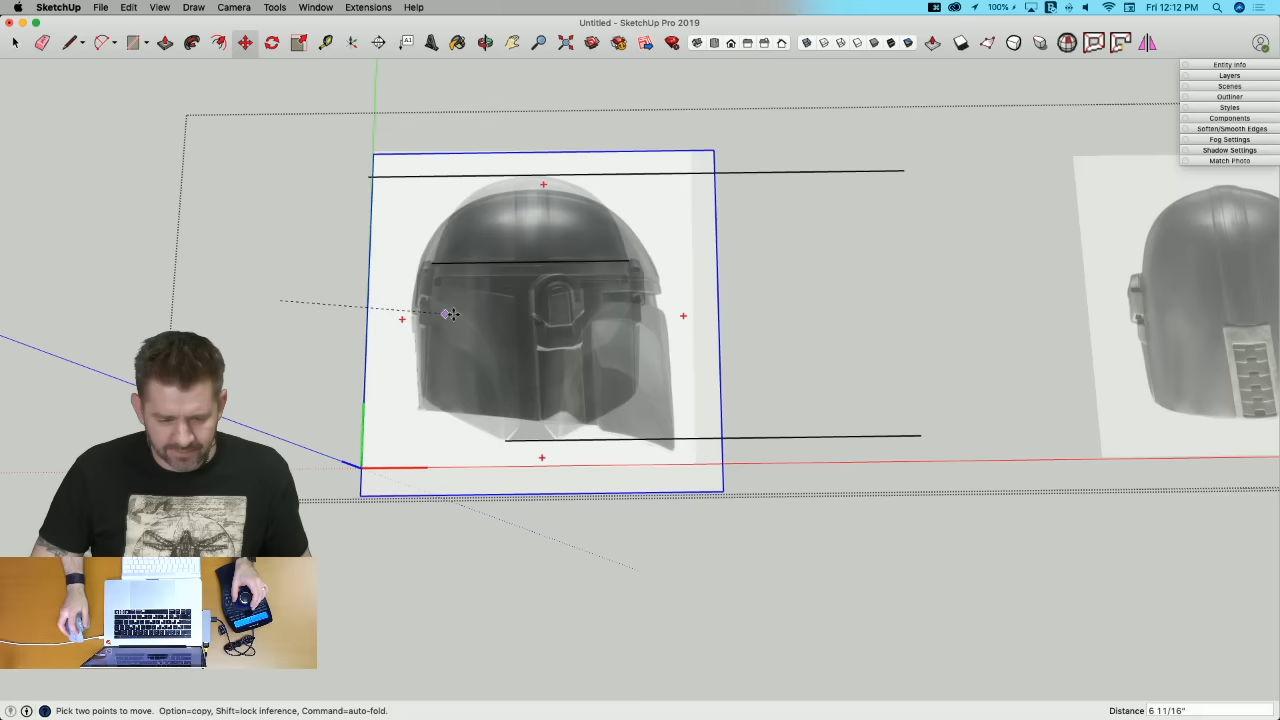 SketchUp File Edit View Camera Draw Tools Window Extensions Help
100% Fri 12:12 PM
Untitled - SketchUp Pro 2019
A1
Entity Info
Layers
Scenes
Outliner
Styles
Components
Soften/Smooth Edges
Fog Settings
Shadow Settings
Match Photo
Pick two points to move. Option=copy, Shift=lock inference, Command=auto-fold.
Distance 6 11/16"